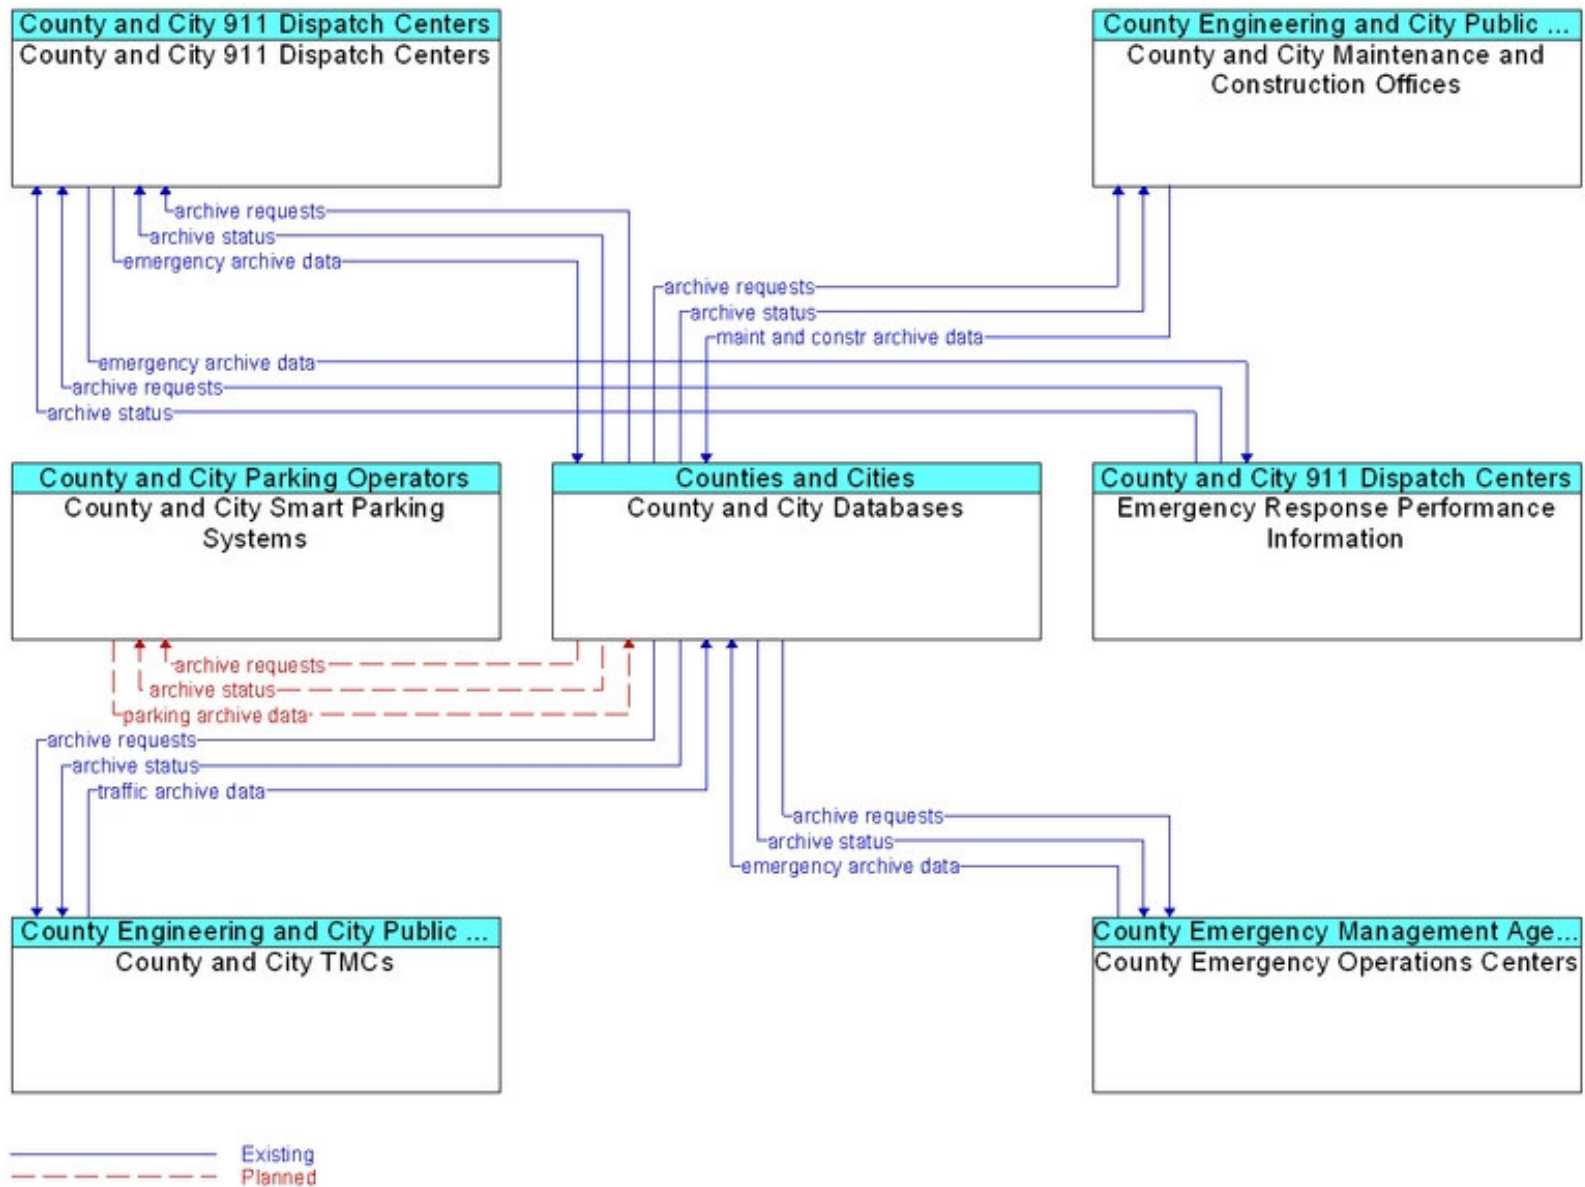 County and City 911 Dispatch Centers
County and City 911 Dispatch Centers
County Engineering and City Public ...
County and City Maintenance and
Construction Offices
archive requests
archive status
emergency archive data
archive requests
archive status
maint and constr archive data
emergency archive data
archive requests
archive status
County and City Parking Operators
County and City Smart Parking
Systems
Counties and Cities
County and City Databases
County and City 911 Dispatch Centers
Emergency Response Performance
Information
archive requests
archive status
parking archive data
archive requests
archive status
traffic archive data
archive requests
archive status
emergency archive data
County Engineering and City Public ...
County and City TMCs
County Emergency Management Age...
County Emergency Operations Centers
Existing
Planned